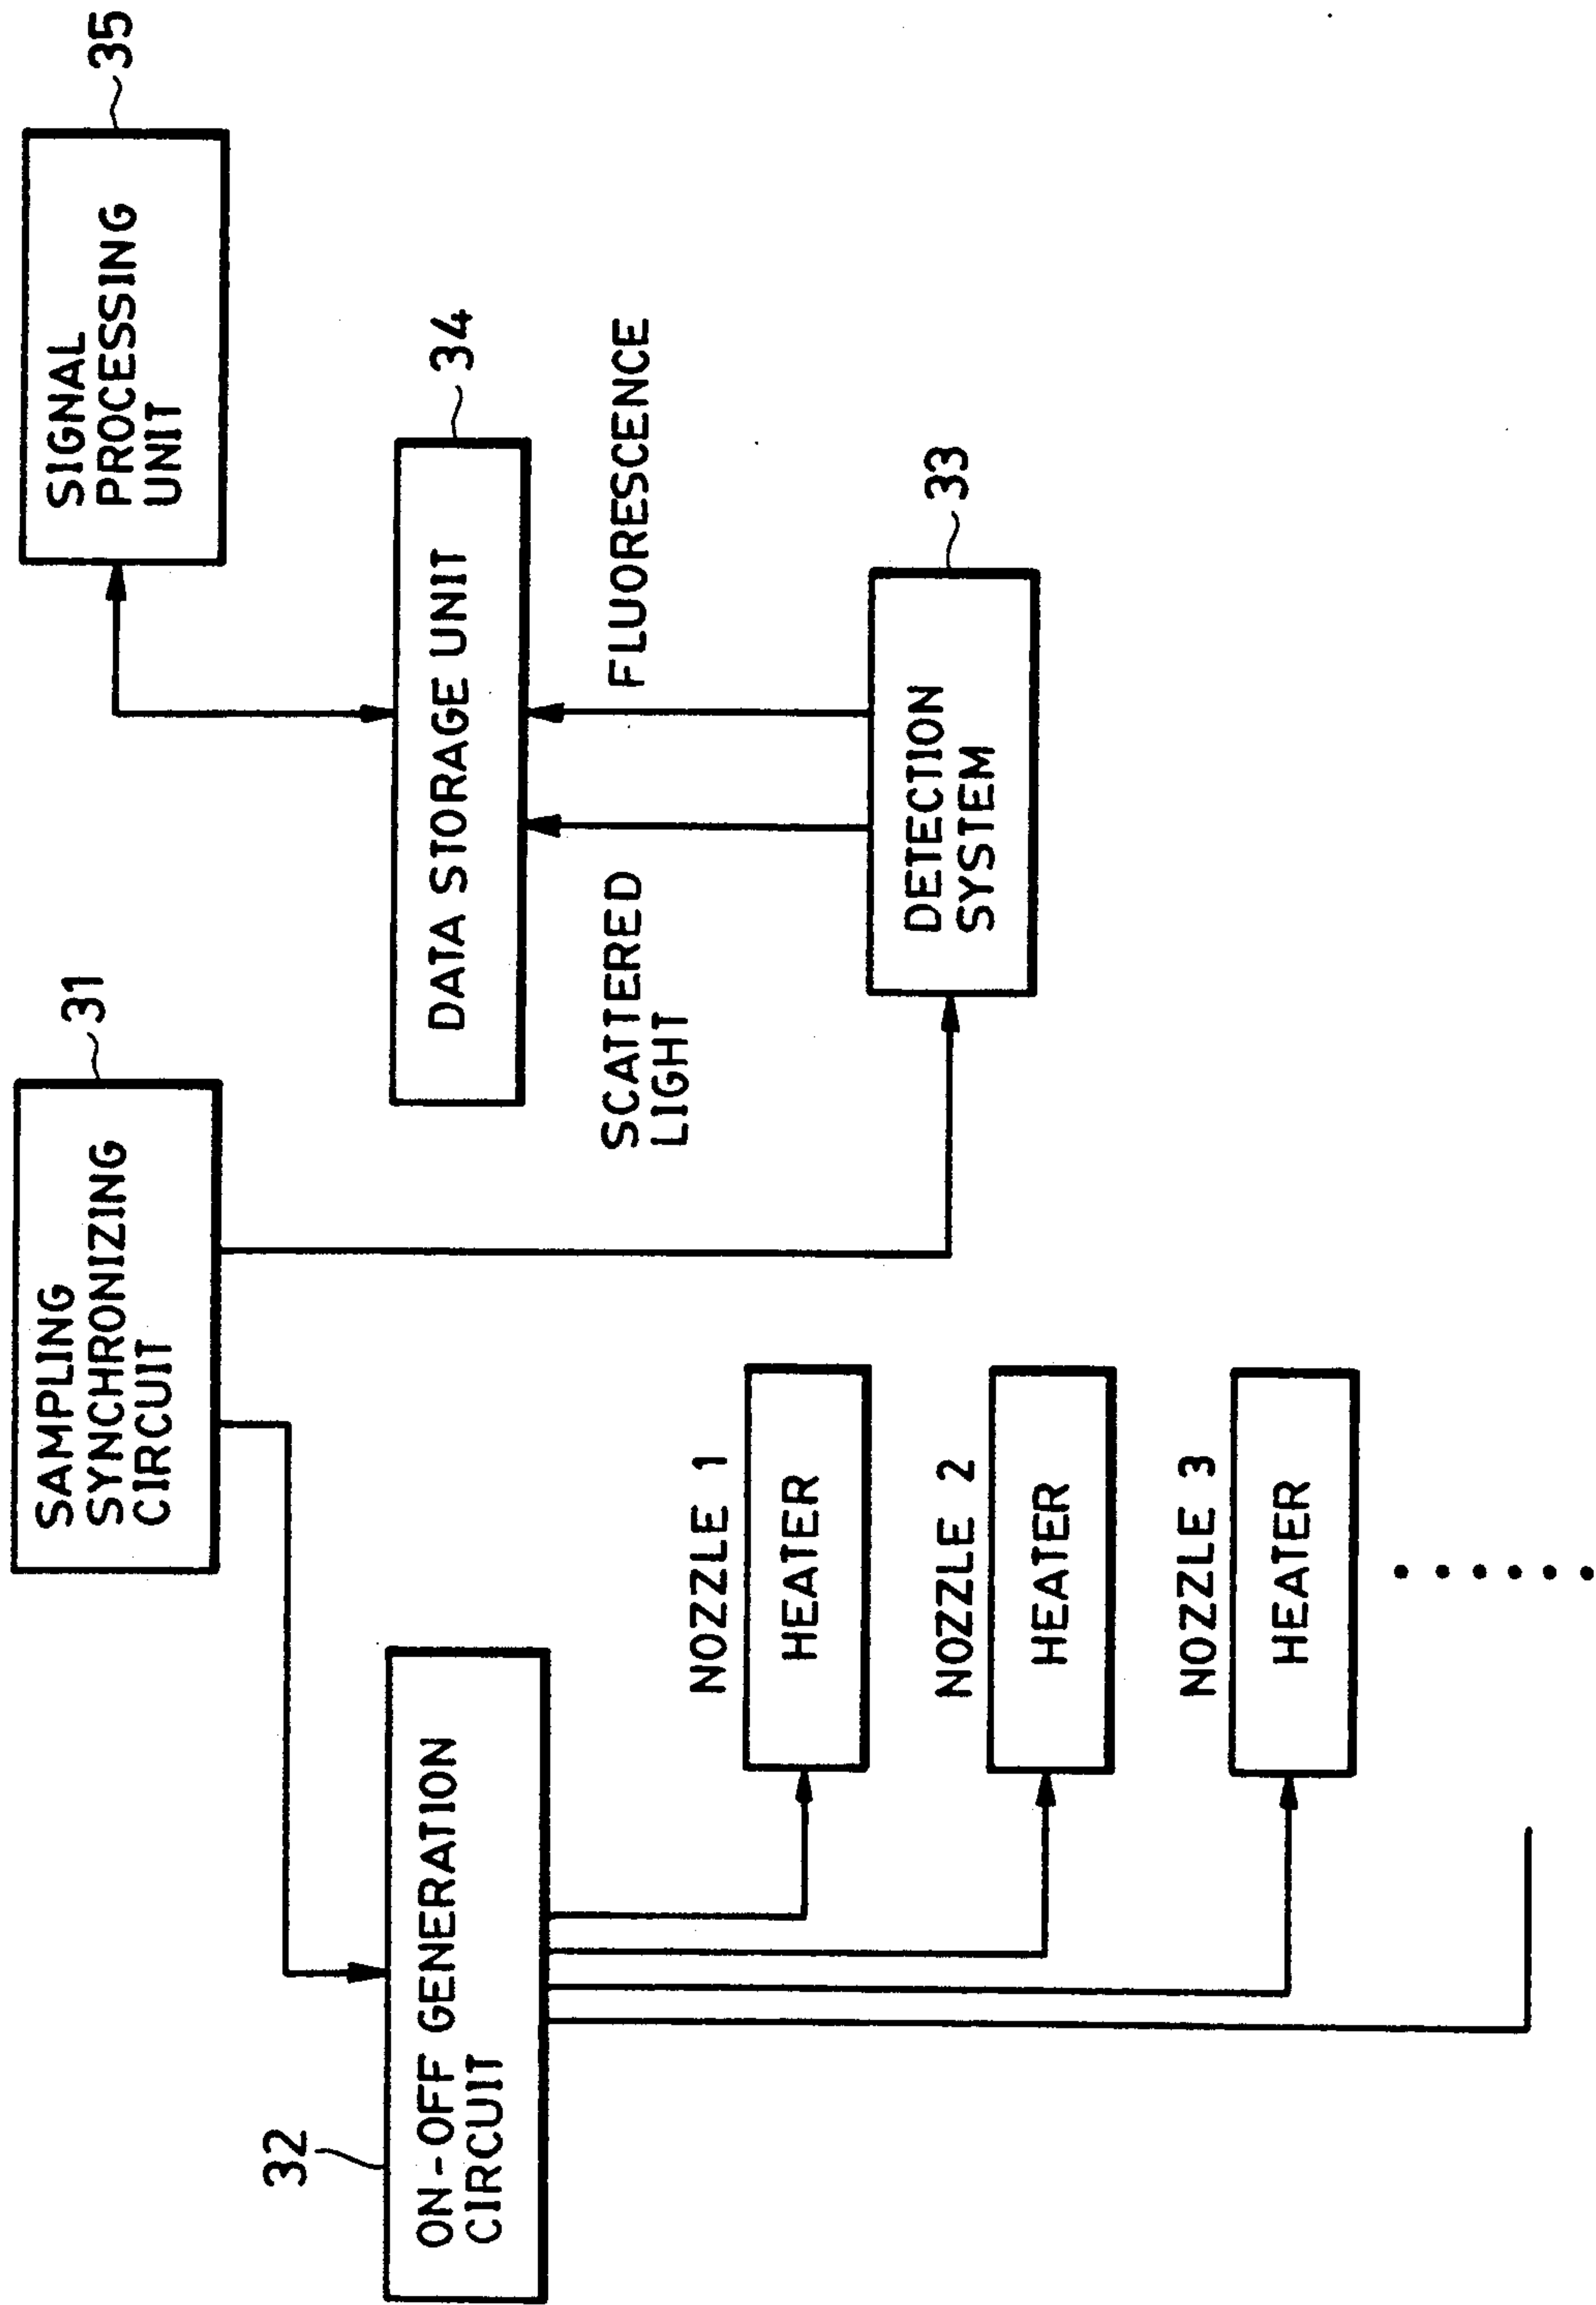 31
SAMPLING
SYNCHRONIZING
CIRCUIT
35
SIGNAL
PROCESSING
UNIT
32
ON-OFF GENERATION
CIRCUIT
34
DATA STORAGE UNIT
SCATTERED
LIGHT
FLUORESCENCE
33
DETECTION
SYSTEM
NOZZLE 1
HEATER
NOZZLE 2
HEATER
NOZZLE 3
HEATER